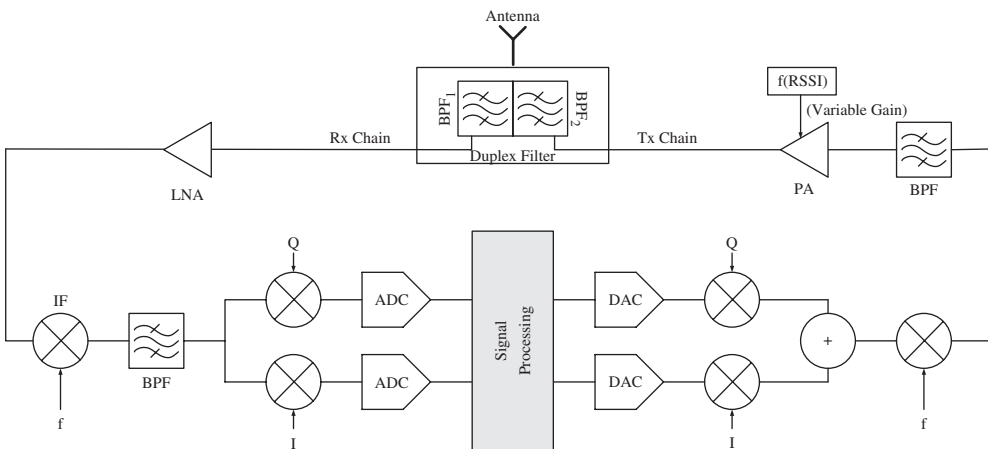 Antenna
f(RSSI)
BPF1
BPF2
(Variable Gain)
Rx Chain
Tx Chain
Duplex Filter
LNA
PA
BPF
Q
Q
IF
ADC
DAC
Signal
Processing
+
BPF
ADC
DAC
f
I
I
f